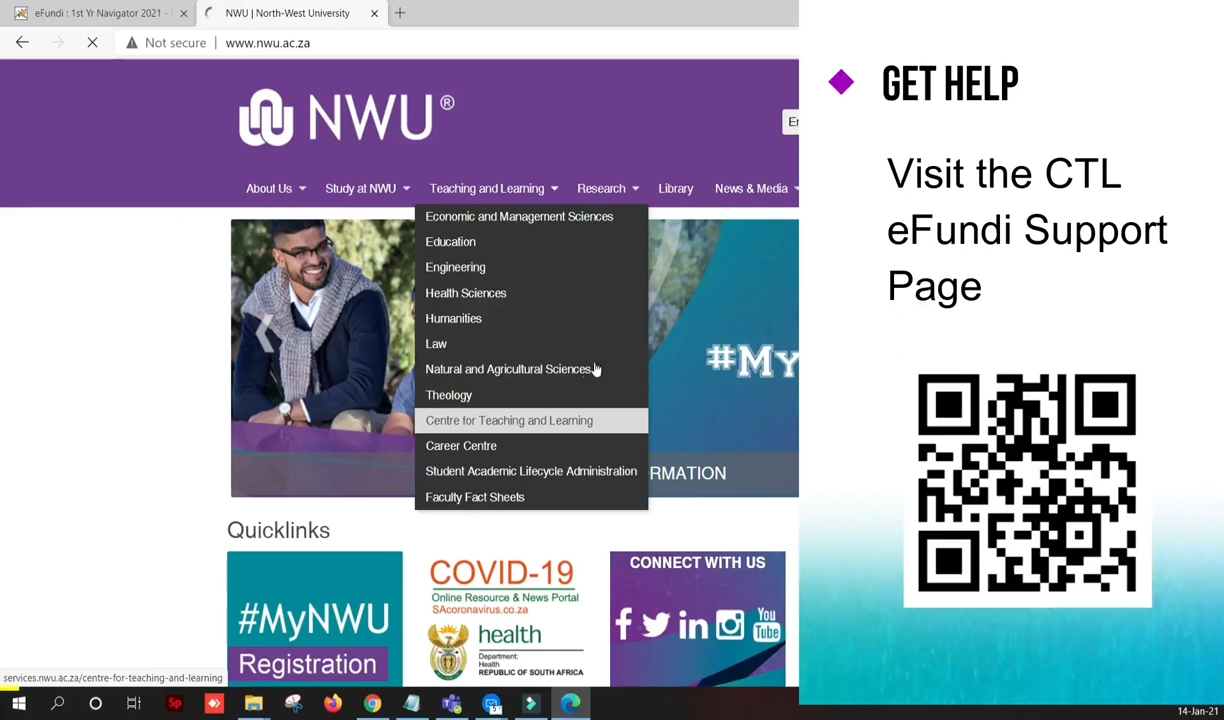 eFundi : 1st Yr Navigator 2021 -
NWU | North-West University
Not secure
www.nwu.ac.za
NWU®
About Us
Study at NWU
Teaching and Learning
Research
Library
News & Media
Economic and Management Sciences
Education
Engineering
Health Sciences
Humanities
Law
Natural and Agricultural Sciences
Theology
Centre for Teaching and Learning
Career Centre
Student Academic Lifecycle Administration
Faculty Fact Sheets
#My
RMATION
Quicklinks
#MyNWU
Registration
COVID-19
Online Resource & News Portal
SAcoronavirus.co.za
health
Department:
Health
REPUBLIC OF SOUTH AFRICA
CONNECT WITH US
You
Tube
services.nwu.ac.za/centre-for-teaching-and-learning
GET HELP
Visit the CTL
eFundi Support
Page
Sp
5
14-Jan-21